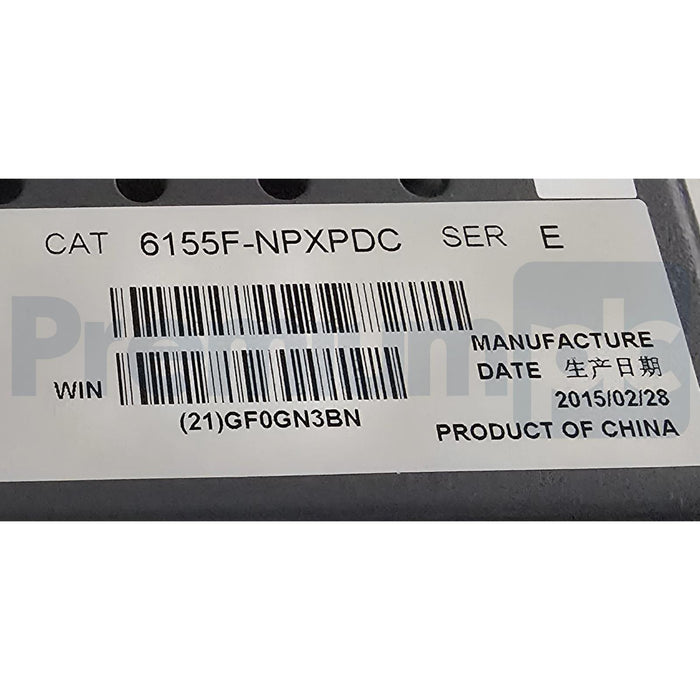 CAT 6155F-NPXPDC SER E
MANUFACTURE
DATE 生产日期
WIN
2015/02/28
(21)GF0GN3BN
PRODUCT OF CHINA
Premiumplc